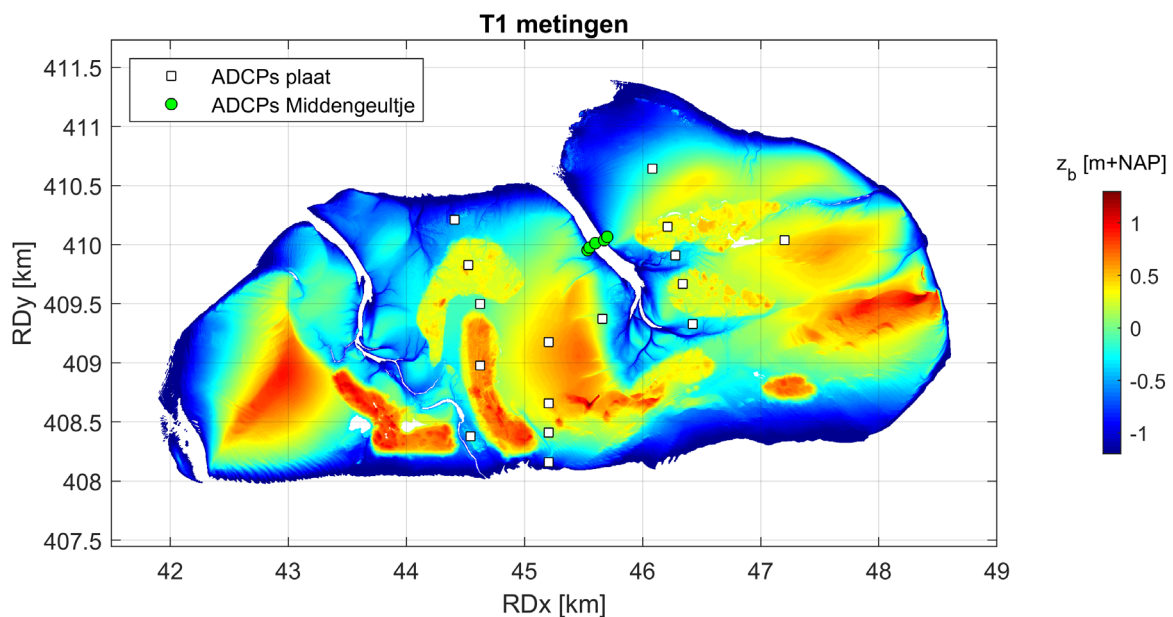 T1 metingen
ADCPs plaat
ADCPs Middengeultje
411.5
411
410.5
410
409.5
409
408.5
408
407.5
RDy [km]
42 43 44 45 46 47 48 49
RDx [km]
z_b [m+NAP]
1
0.5
0
-0.5
-1